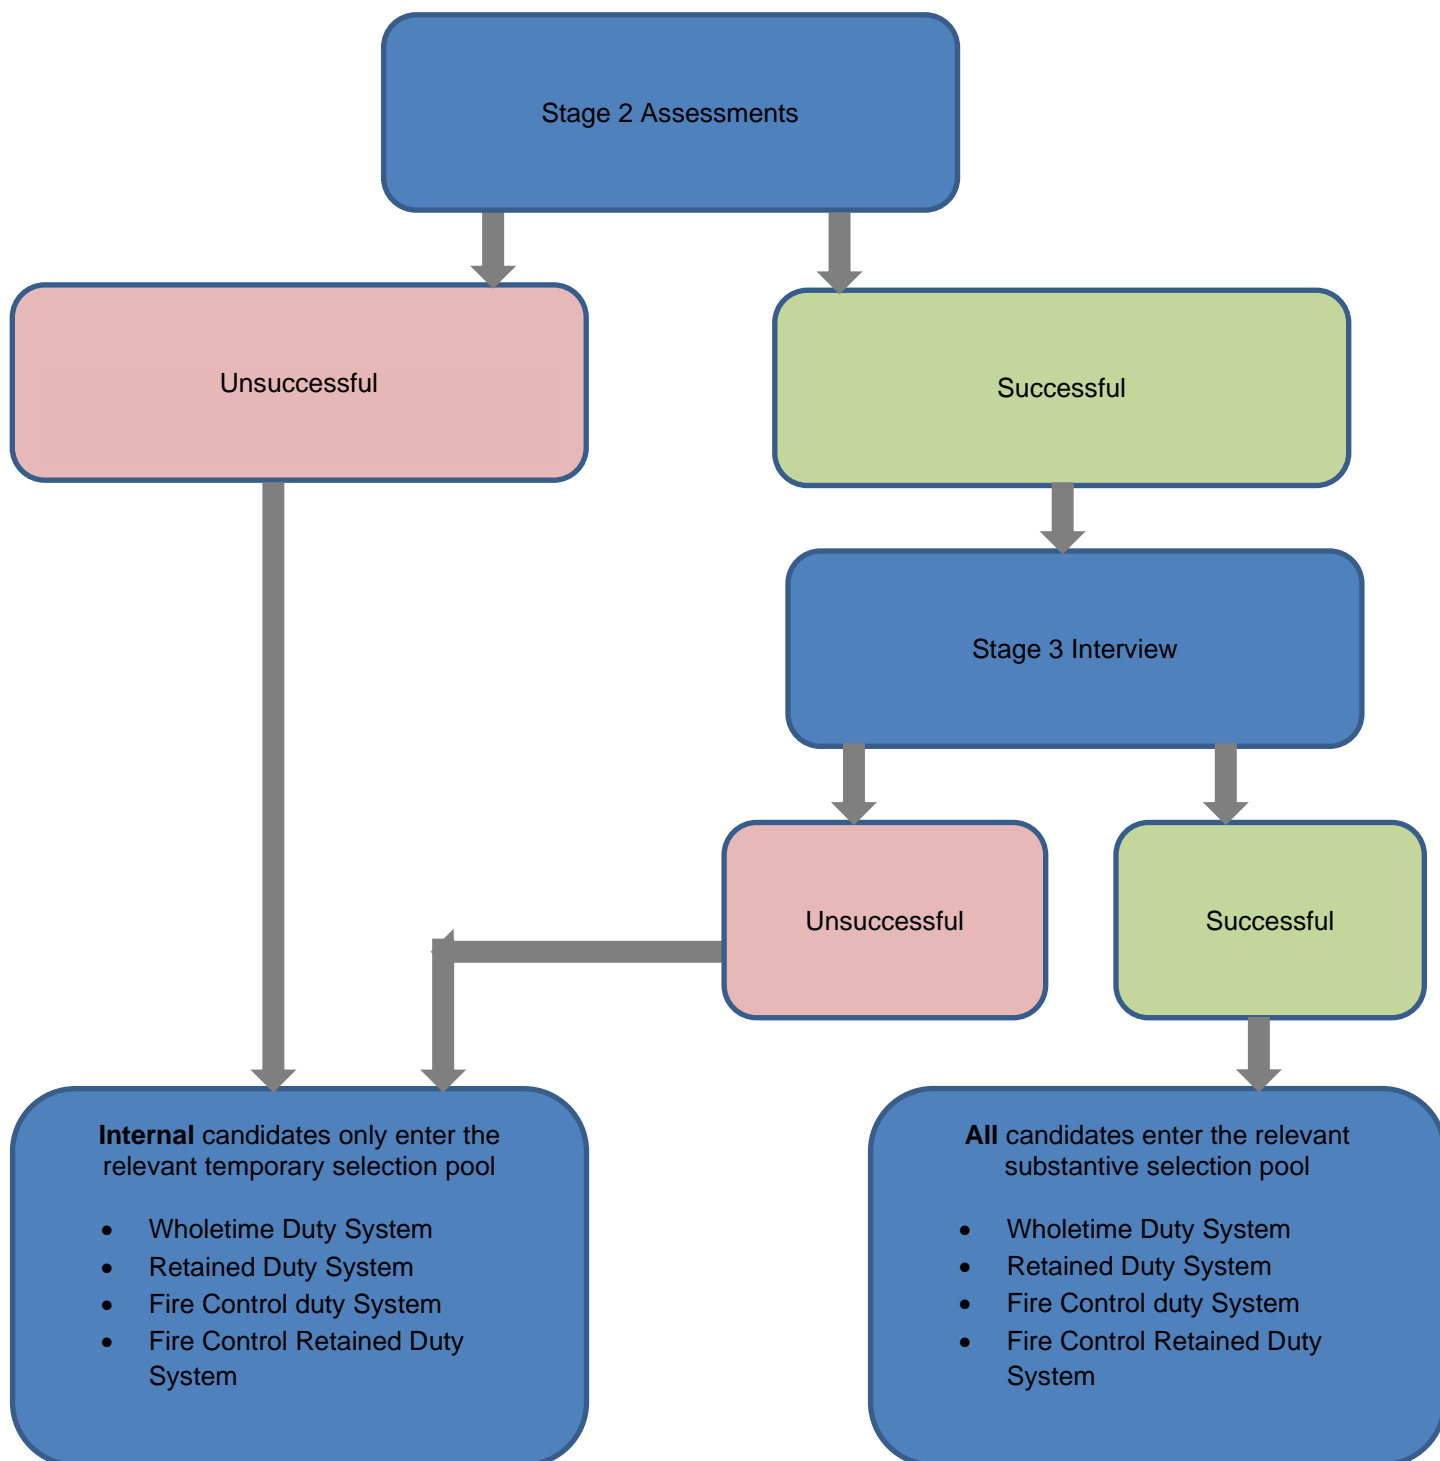 Stage 2 Assessments
Unsuccessful
Successful
Stage 3 Interview
Unsuccessful
Successful
Internal candidates only enter the
relevant temporary selection pool
• Wholetime Duty System
• Retained Duty System
• Fire Control duty System
• Fire Control Retained Duty
System
All candidates enter the relevant
substantive selection pool
• Wholetime Duty System
• Retained Duty System
• Fire Control duty System
• Fire Control Retained Duty
System